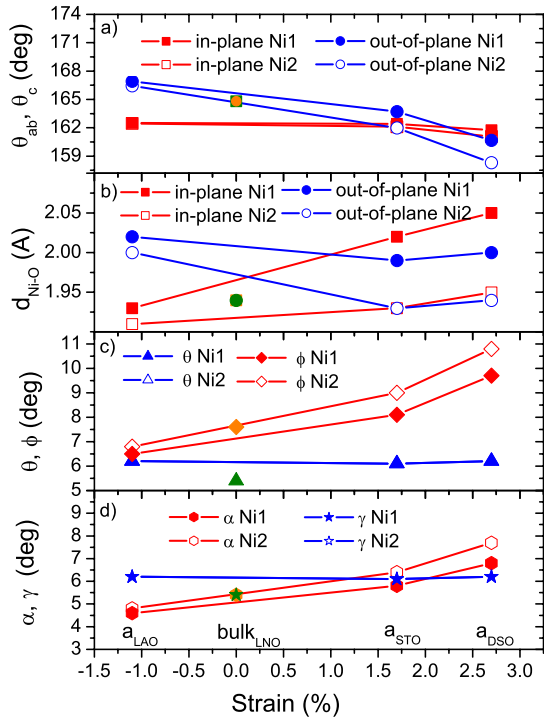 174
171
168
165
162
159
θab, θc (deg)
a)
in-plane Ni1
out-of-plane Ni1
in-plane Ni2
out-of-plane Ni2
2.05
2.00
1.95
dNi-O (A)
b)
in-plane Ni1
out-of-plane Ni1
in-plane Ni2
out-of-plane Ni2
11
10
9
8
7
6
5
θ, ϕ (deg)
c)
θ Ni1
ϕ Ni1
θ Ni2
ϕ Ni2
9
8
7
6
5
4
3
α, γ (deg)
d)
α Ni1
γ Ni1
α Ni2
γ Ni2
aLAO
bulkLNO
aSTO
aDSO
-1.5 -1.0 -0.5 0.0 0.5 1.0 1.5 2.0 2.5 3.0
Strain (%)